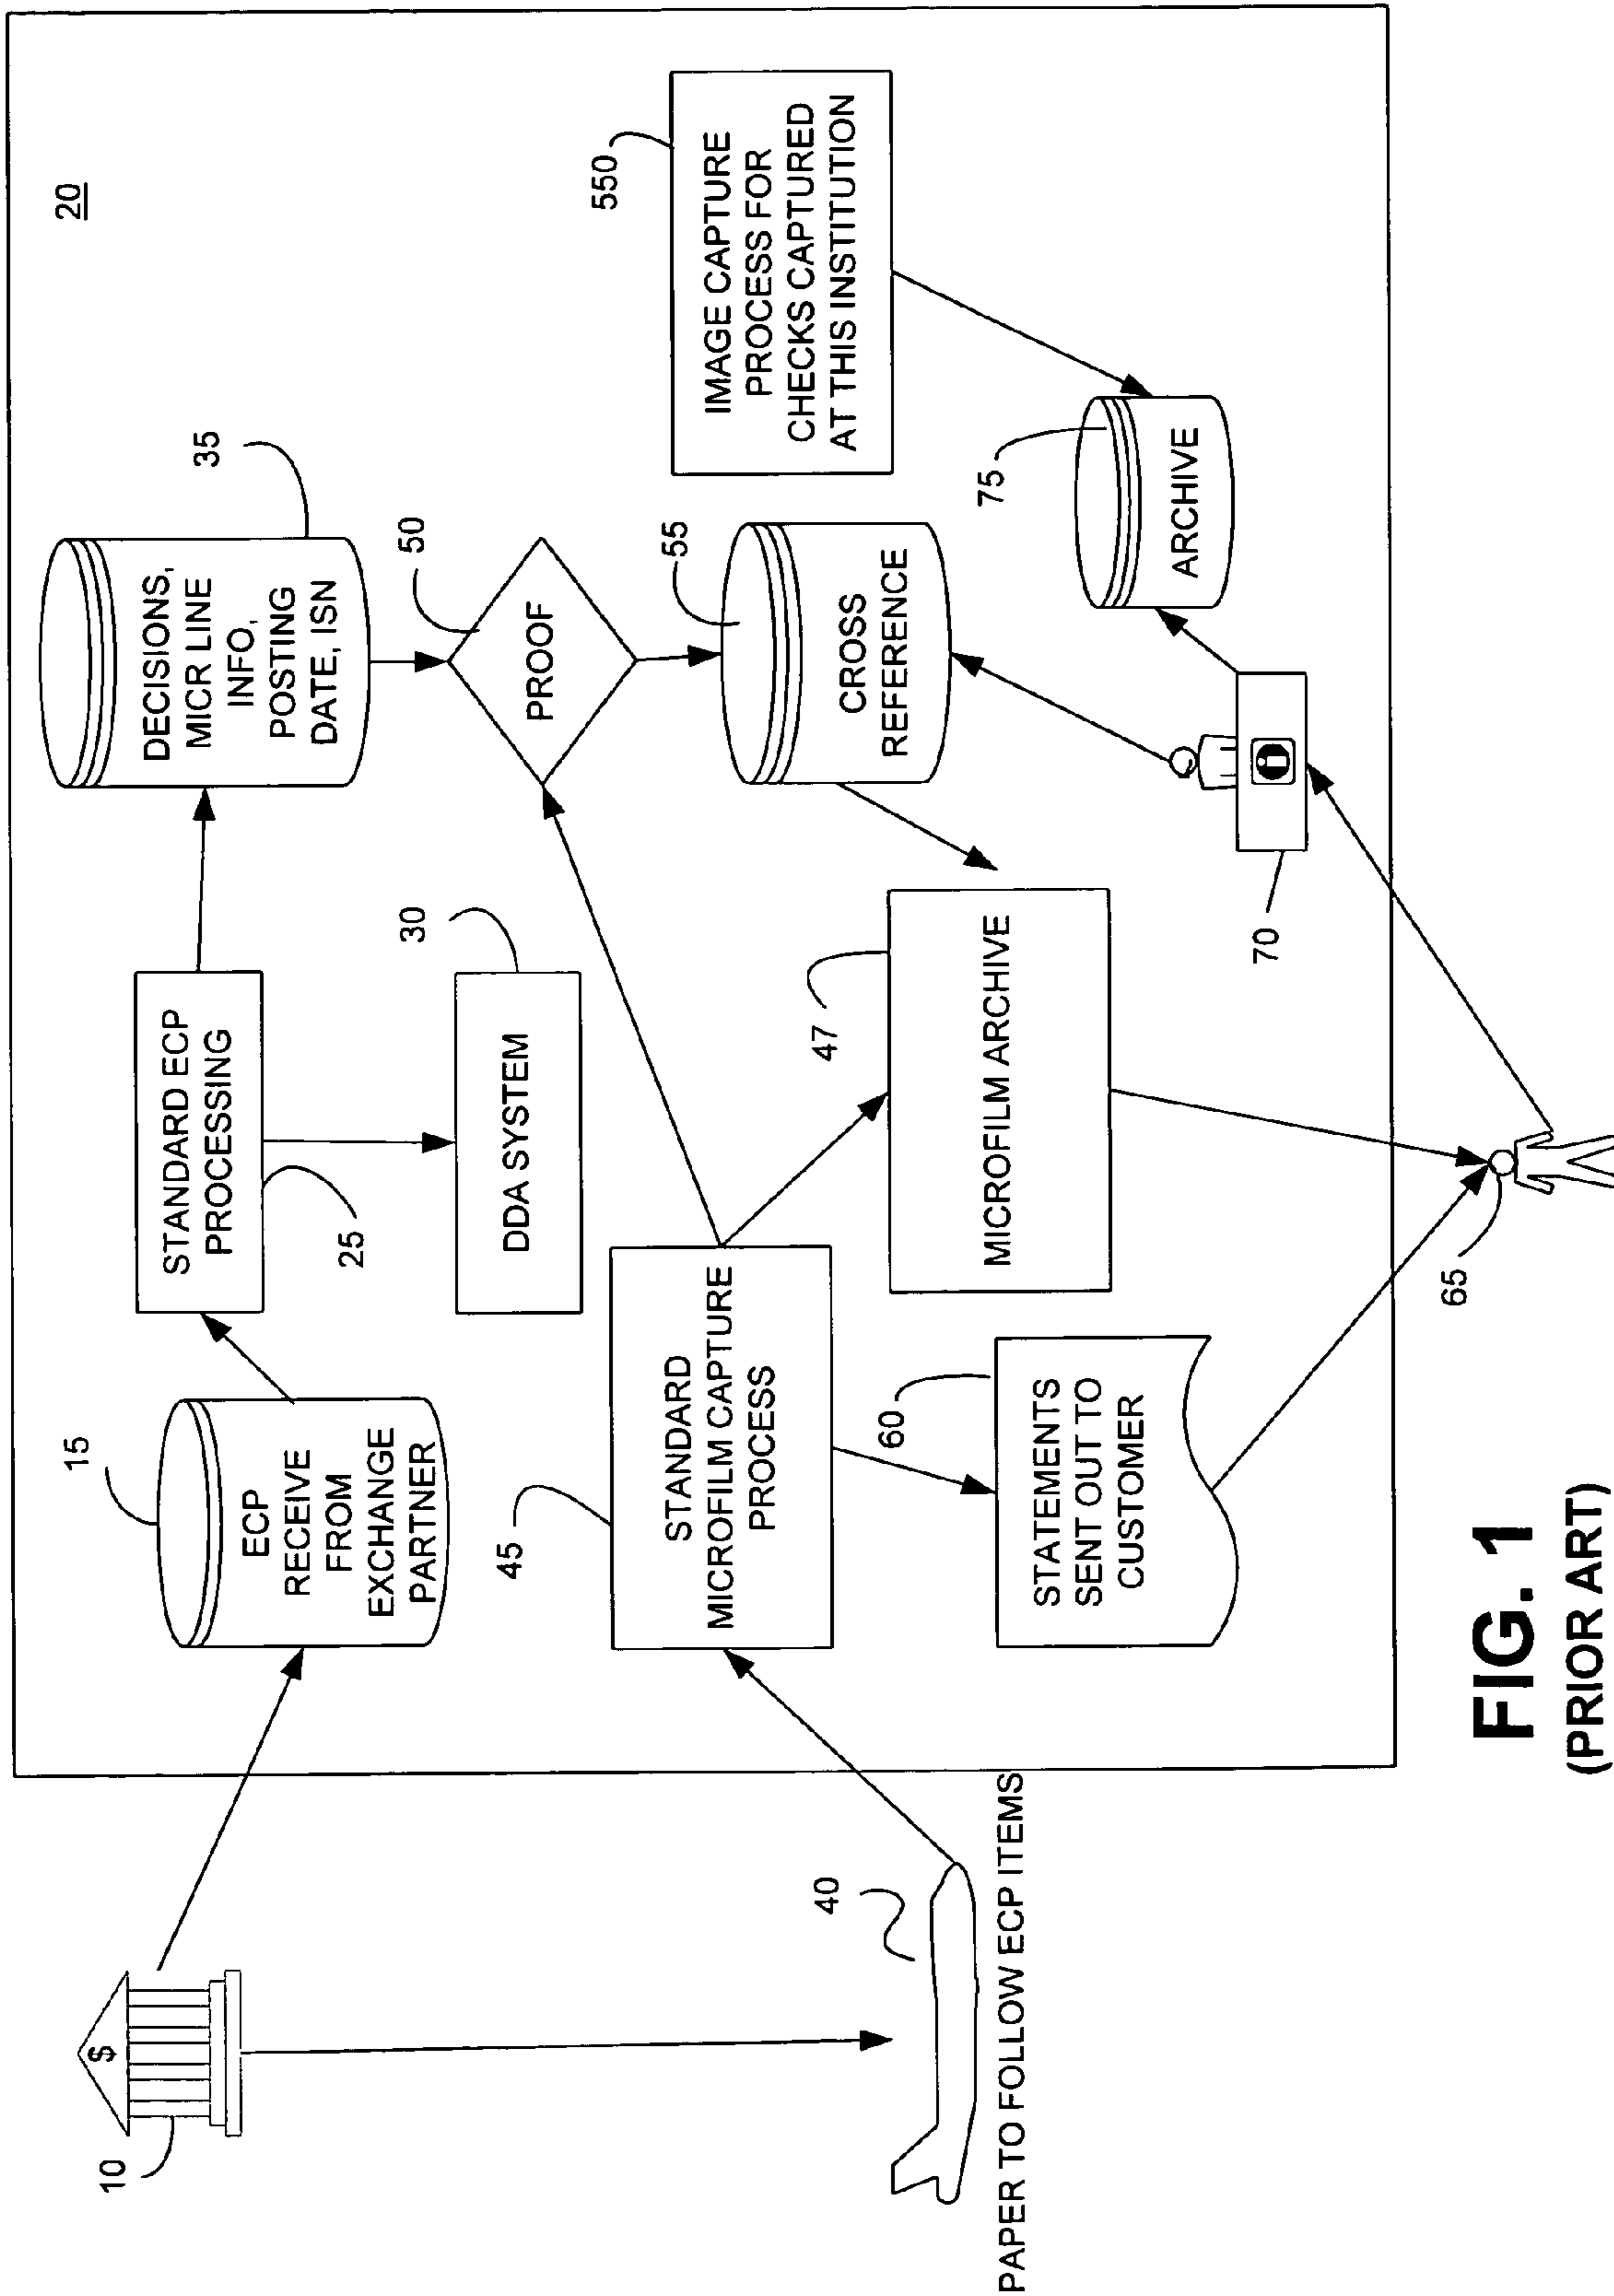 20
10
$
15
ECP
RECEIVE
FROM
EXCHANGE
PARTNER
STANDARD ECP
PROCESSING
25
DECISIONS,
MICR LINE
INFO,
POSTING
DATE, ISN
35
DDA SYSTEM
30
PROOF
50
STANDARD
MICROFILM CAPTURE
PROCESS
45
CROSS
REFERENCE
55
IMAGE CAPTURE
PROCESS FOR
CHECKS CAPTURED
AT THIS INSTITUTION
550
40
PAPER TO FOLLOW ECP ITEMS
STATEMENTS
SENT OUT TO
CUSTOMER
60
MICROFILM ARCHIVE
47
i
70
ARCHIVE
75
65
FIG. 1
(PRIOR ART)